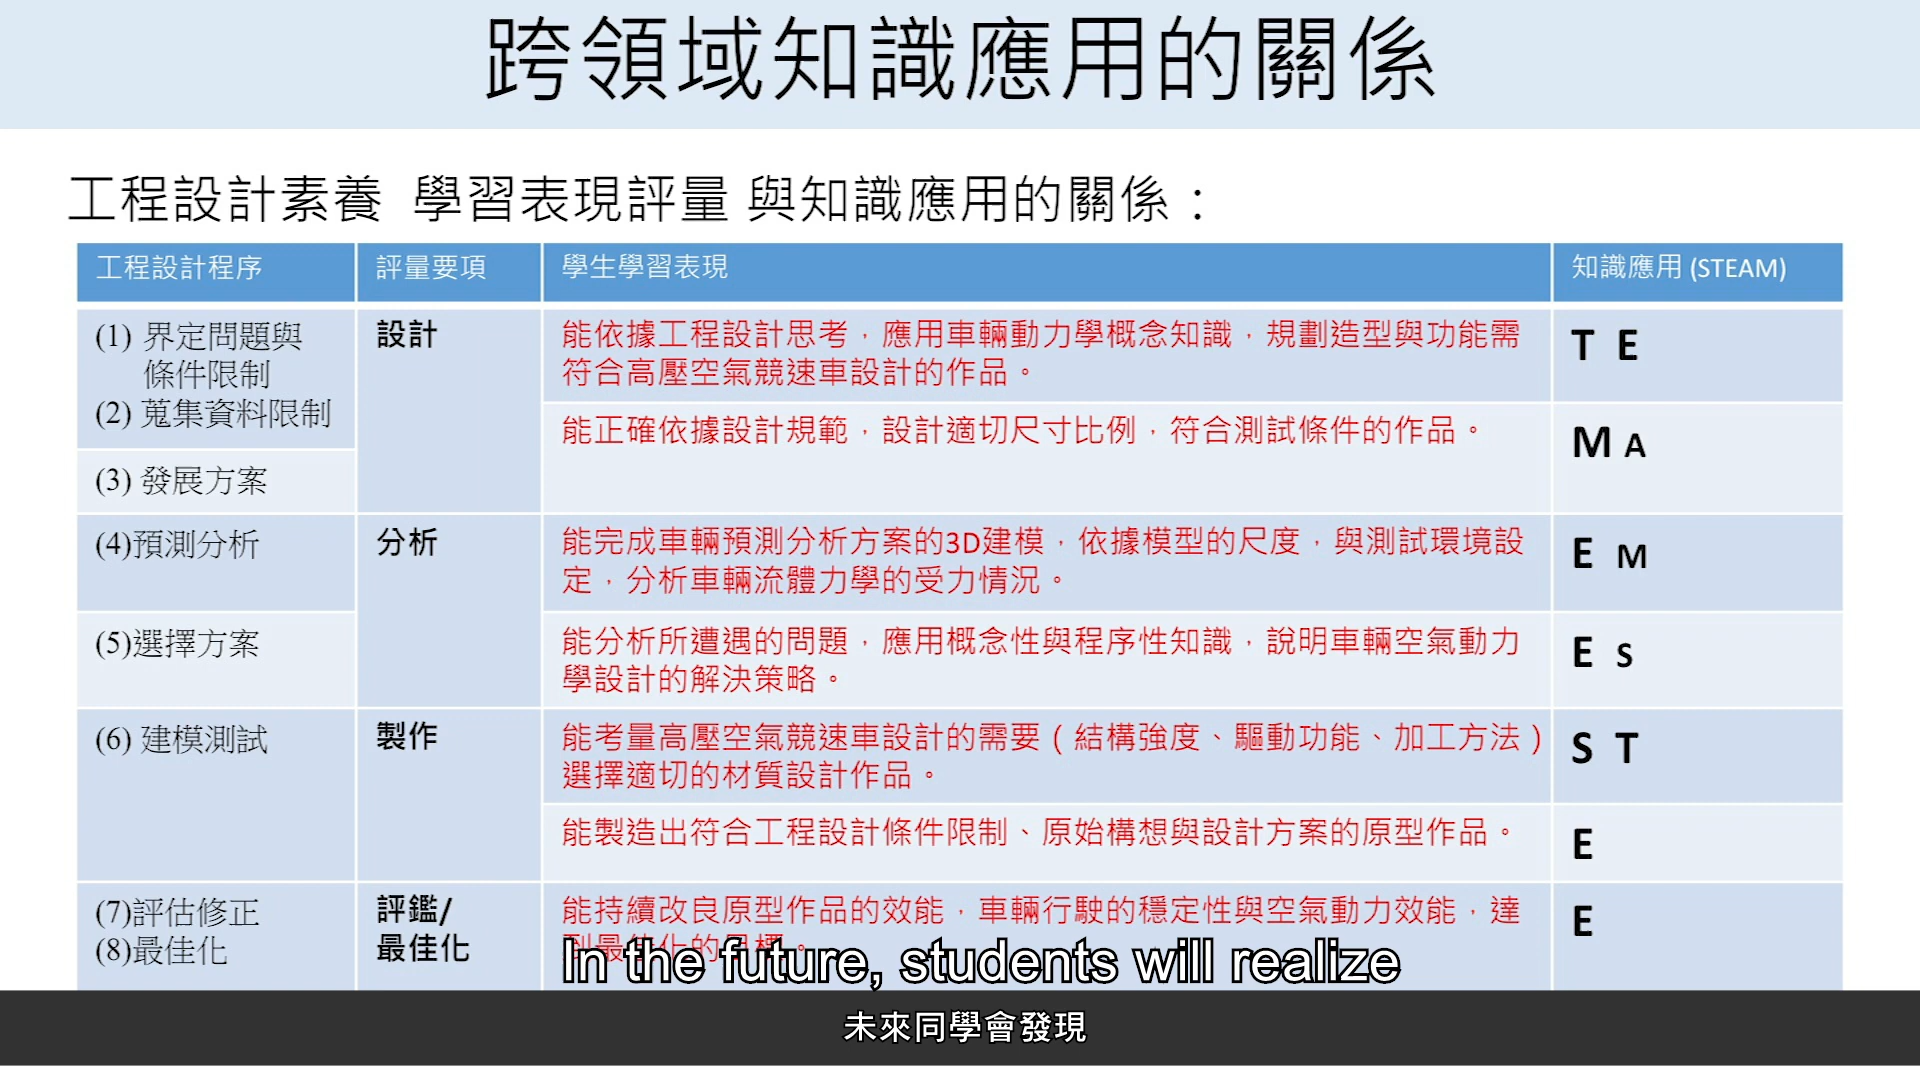 跨領域知識應用的關係
工程設計素養 學習表現評量 與知識應用的關係：
工程設計程序 評量要項 學生學習表現 知識應用 (STEAM)
(1) 界定問題與
條件限制
(2) 蒐集資料限制
設計
能依據工程設計思考，應用車輛動力學概念知識，規劃造型與功能需
符合高壓空氣競速車設計的作品。
T E
能正確依據設計規範，設計適切尺寸比例，符合測試條件的作品。
M A
(3) 發展方案
(4)預測分析
分析
能完成車輛預測分析方案的3D建模，依據模型的尺度，與測試環境設
定，分析車輛流體力學的受力情況。
E M
(5)選擇方案
能分析所遭遇的問題，應用概念性與程序性知識，說明車輛空氣動力
學設計的解決策略。
E S
(6) 建模測試
製作
能考量高壓空氣競速車設計的需要（結構強度、驅動功能、加工方法）
選擇適切的材質設計作品。
S T
能製造出符合工程設計條件限制、原始構想與設計方案的原型作品。
E
(7)評估修正
(8)最佳化
評鑑/
最佳化
能持續改良原型作品的效能，車輛行駛的穩定性與空氣動力效能，達
到最佳化的目標。
E
In the future, students will realize
未來同學會發現